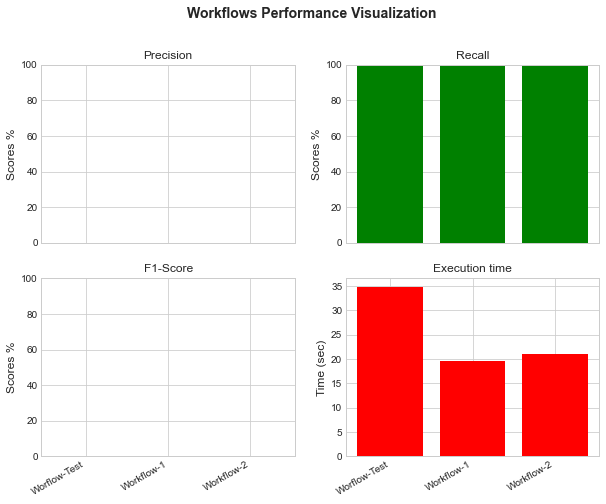 Workflows Performance Visualization
Precision
Scores %
100
80
60
40
20
0
Recall
Scores %
100
80
60
40
20
0
F1-Score
Scores %
100
80
60
40
20
0
Worflow-Test
Workflow-1
Workflow-2
Execution time
Time (sec)
35
30
25
20
15
10
5
0
Worflow-Test
Workflow-1
Workflow-2